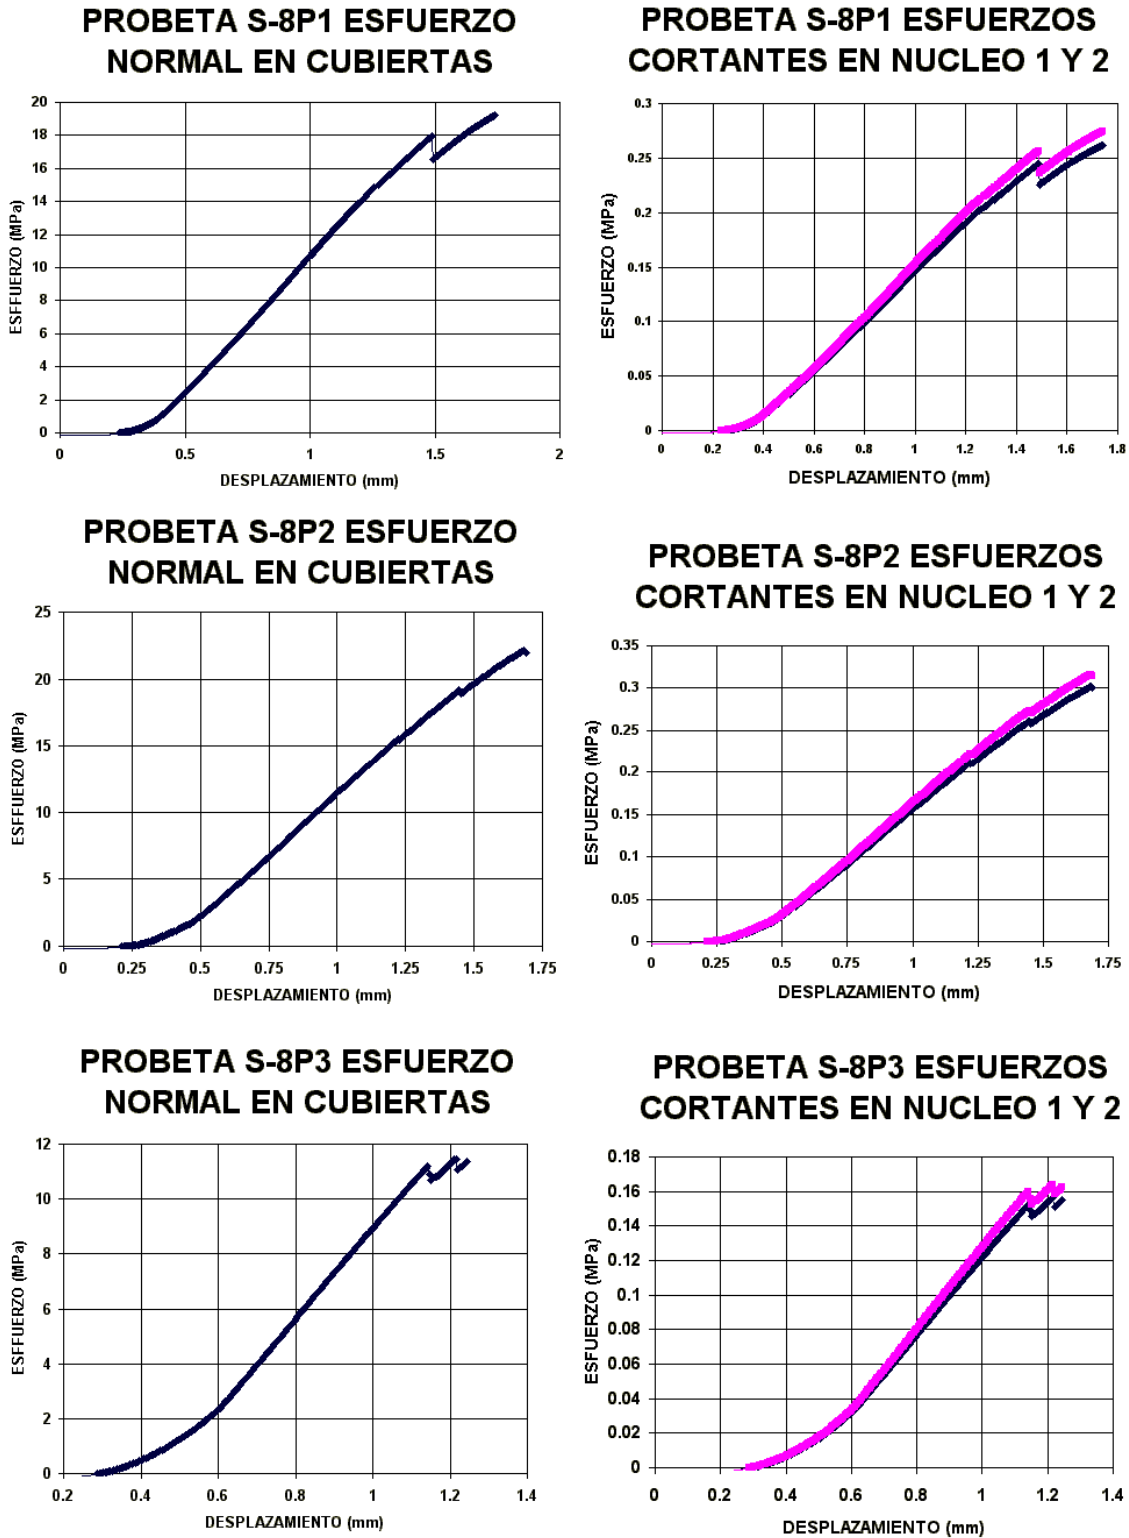 PROBETA S-8P1 ESFUERZO
NORMAL EN CUBIERTAS
20
18
16
14
12
10
8
6
4
2
0
ESFFUERZO (MPa)
0 0.5 1 1.5 2
DESPLAZAMIENTO (mm)
PROBETA S-8P1 ESFUERZOS
CORTANTES EN NUCLEO 1 Y 2
0.3
0.25
0.2
0.15
0.1
0.05
0
ESFUERZO (MPa)
0 0.2 0.4 0.6 0.8 1 1.2 1.4 1.6 1.8
DESPLAZAMIENTO (mm)
PROBETA S-8P2 ESFUERZO
NORMAL EN CUBIERTAS
25
20
15
10
5
0
ESFFUERZO (MPa)
0 0.25 0.5 0.75 1 1.25 1.5 1.75
DESPLAZAMIENTO (mm)
PROBETA S-8P2 ESFUERZOS
CORTANTES EN NUCLEO 1 Y 2
0.35
0.3
0.25
0.2
0.15
0.1
0.05
0
ESFUERZO (MPa)
0 0.25 0.5 0.75 1 1.25 1.5 1.75
DESPLAZAMIENTO (mm)
PROBETA S-8P3 ESFUERZO
NORMAL EN CUBIERTAS
12
10
8
6
4
2
0
ESFFUERZO (MPa)
0.2 0.4 0.6 0.8 1 1.2 1.4
DESPLAZAMIENTO (mm)
PROBETA S-8P3 ESFUERZOS
CORTANTES EN NUCLEO 1 Y 2
0.18
0.16
0.14
0.12
0.1
0.08
0.06
0.04
0.02
0
ESFUERZO (MPa)
0 0.2 0.4 0.6 0.8 1 1.2 1.4
DESPLAZAMIENTO (mm)